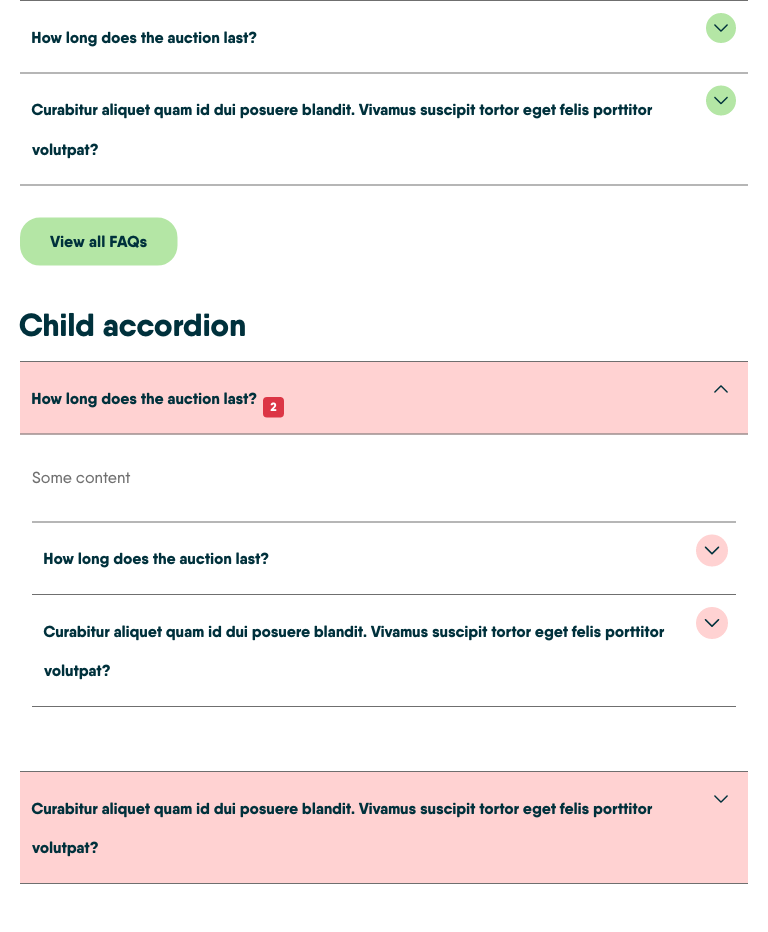 How long does the auction last?
Curabitur aliquet quam id dui posuere blandit. Vivamus suscipit tortor eget felis porttitor
volutpat?
View all FAQs
Child accordion
How long does the auction last? 2
Some content
How long does the auction last?
Curabitur aliquet quam id dui posuere blandit. Vivamus suscipit tortor eget felis porttitor
volutpat?
Curabitur aliquet quam id dui posuere blandit. Vivamus suscipit tortor eget felis porttitor
volutpat?